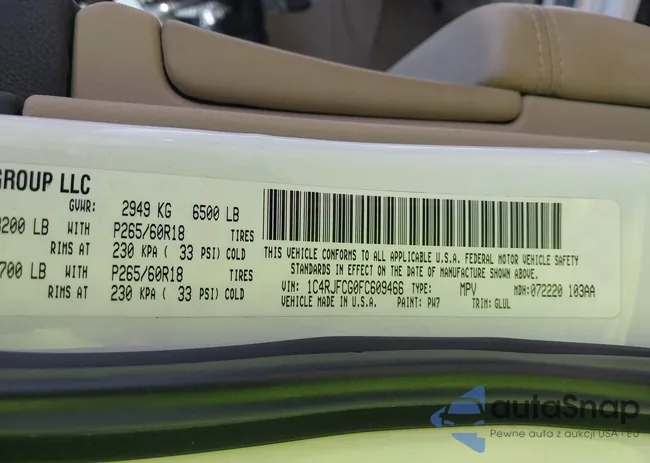 GROUP LLC
GVWR: 2949 KG 6500 LB
200 LB WITH P265/60R18 TIRES
RIMS AT 230 KPA ( 33 PSI) COLD
700 LB WITH P265/60R18 TIRES
RIMS AT 230 KPA ( 33 PSI) COLD
THIS VEHICLE CONFORMS TO ALL APPLICABLE U.S.A. FEDERAL MOTOR VEHICLE SAFETY
STANDARDS IN EFFECT ON THE DATE OF MANUFACTURE SHOWN ABOVE.
VIN: 1C4RJFCG0FC609466 TYPE: MPV MDH: 072220 103AA
VEHICLE MADE IN U.S.A. PAINT: PW7 TRIM: GLUL
autaSnap
Pewne auta z aukcji USA i EU